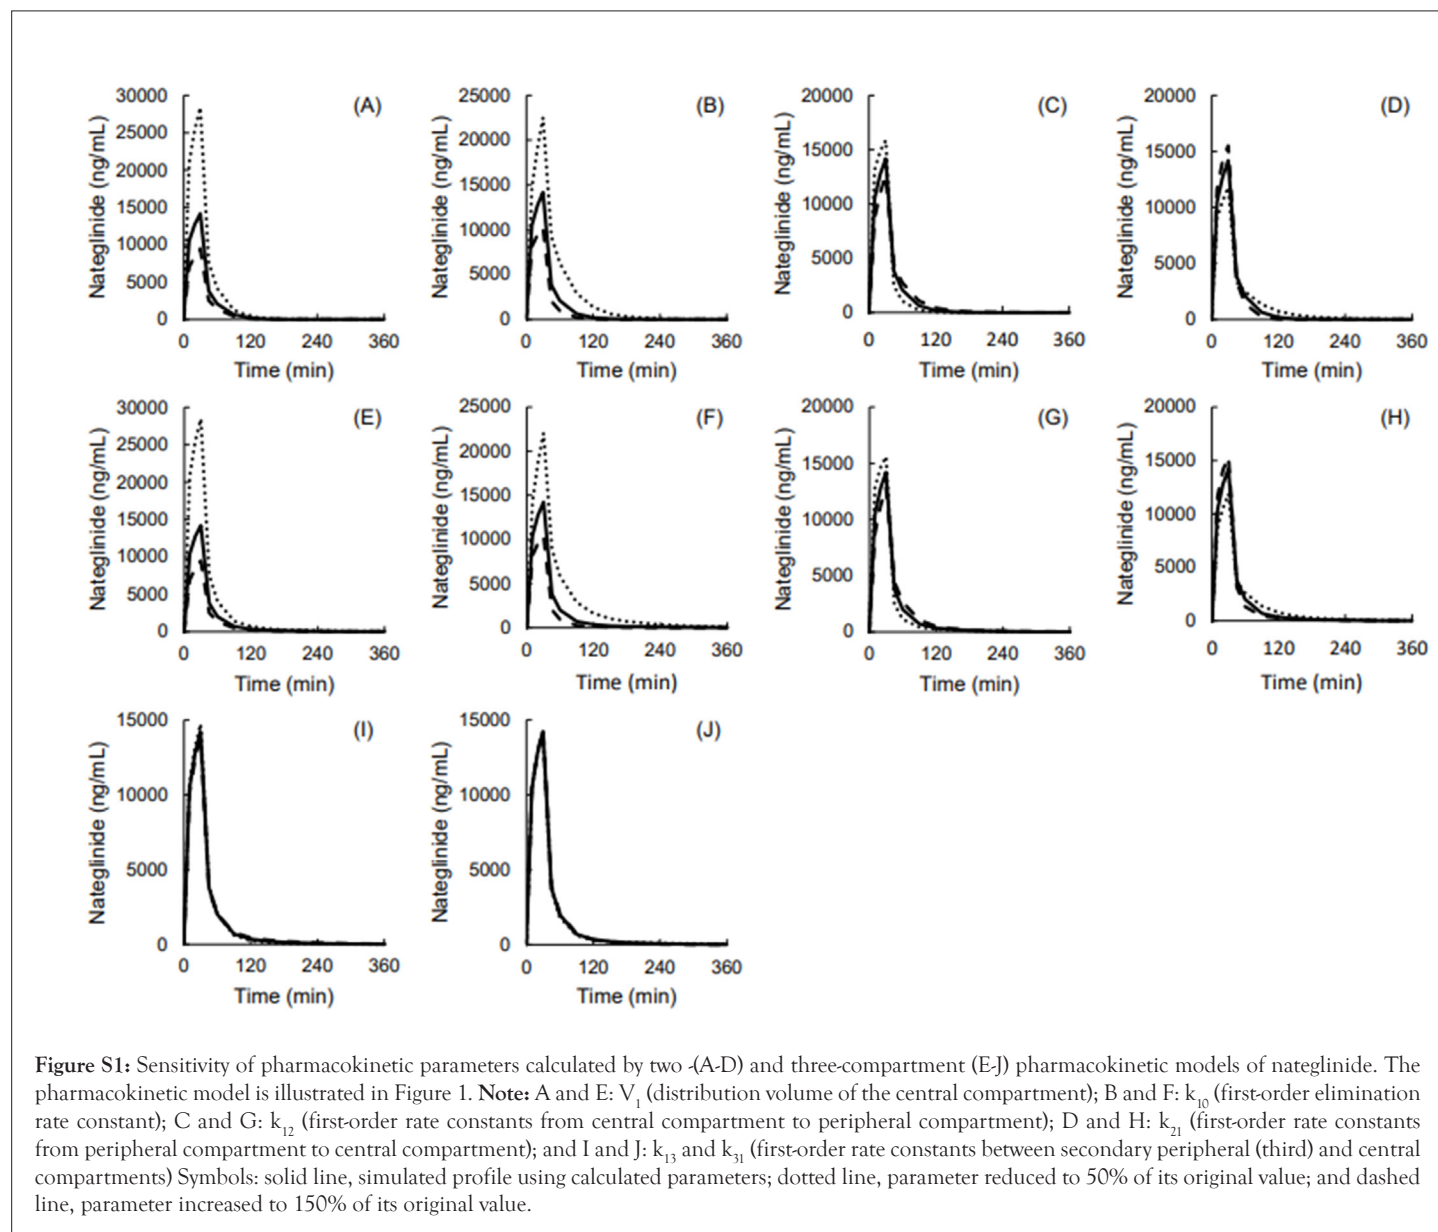 (A)
Nateglinide (ng/mL)
30000
25000
20000
15000
10000
5000
0
0 120 240 360
Time (min)
(B)
Nateglinide (ng/mL)
25000
20000
15000
10000
5000
0
0 120 240 360
Time (min)
(C)
Nateglinide (ng/mL)
20000
15000
10000
5000
0
0 120 240 360
Time (min)
(D)
Nateglinide (ng/mL)
20000
15000
10000
5000
0
0 120 240 360
Time (min)
(E)
Nateglinide (ng/mL)
30000
25000
20000
15000
10000
5000
0
0 120 240 360
Time (min)
(F)
Nateglinide (ng/mL)
25000
20000
15000
10000
5000
0
0 120 240 360
Time (min)
(G)
Nateglinide (ng/mL)
20000
15000
10000
5000
0
0 120 240 360
Time (min)
(H)
Nateglinide (ng/mL)
20000
15000
10000
5000
0
0 120 240 360
Time (min)
(I)
Nateglinide (ng/mL)
15000
10000
5000
0
0 120 240 360
Time (min)
(J)
Nateglinide (ng/mL)
15000
10000
5000
0
0 120 240 360
Time (min)
Figure S1: Sensitivity of pharmacokinetic parameters calculated by two -(A-D) and three-compartment (E-J) pharmacokinetic models of nateglinide. The
pharmacokinetic model is illustrated in Figure 1. Note: A and E: V₁ (distribution volume of the central compartment); B and F: k₁₀ (first-order elimination
rate constant); C and G: k₁₂ (first-order rate constants from central compartment to peripheral compartment); D and H: k₂₁ (first-order rate constants
from peripheral compartment to central compartment); and I and J: k₁₃ and k₃₁ (first-order rate constants between secondary peripheral (third) and central
compartments) Symbols: solid line, simulated profile using calculated parameters; dotted line, parameter reduced to 50% of its original value; and dashed
line, parameter increased to 150% of its original value.